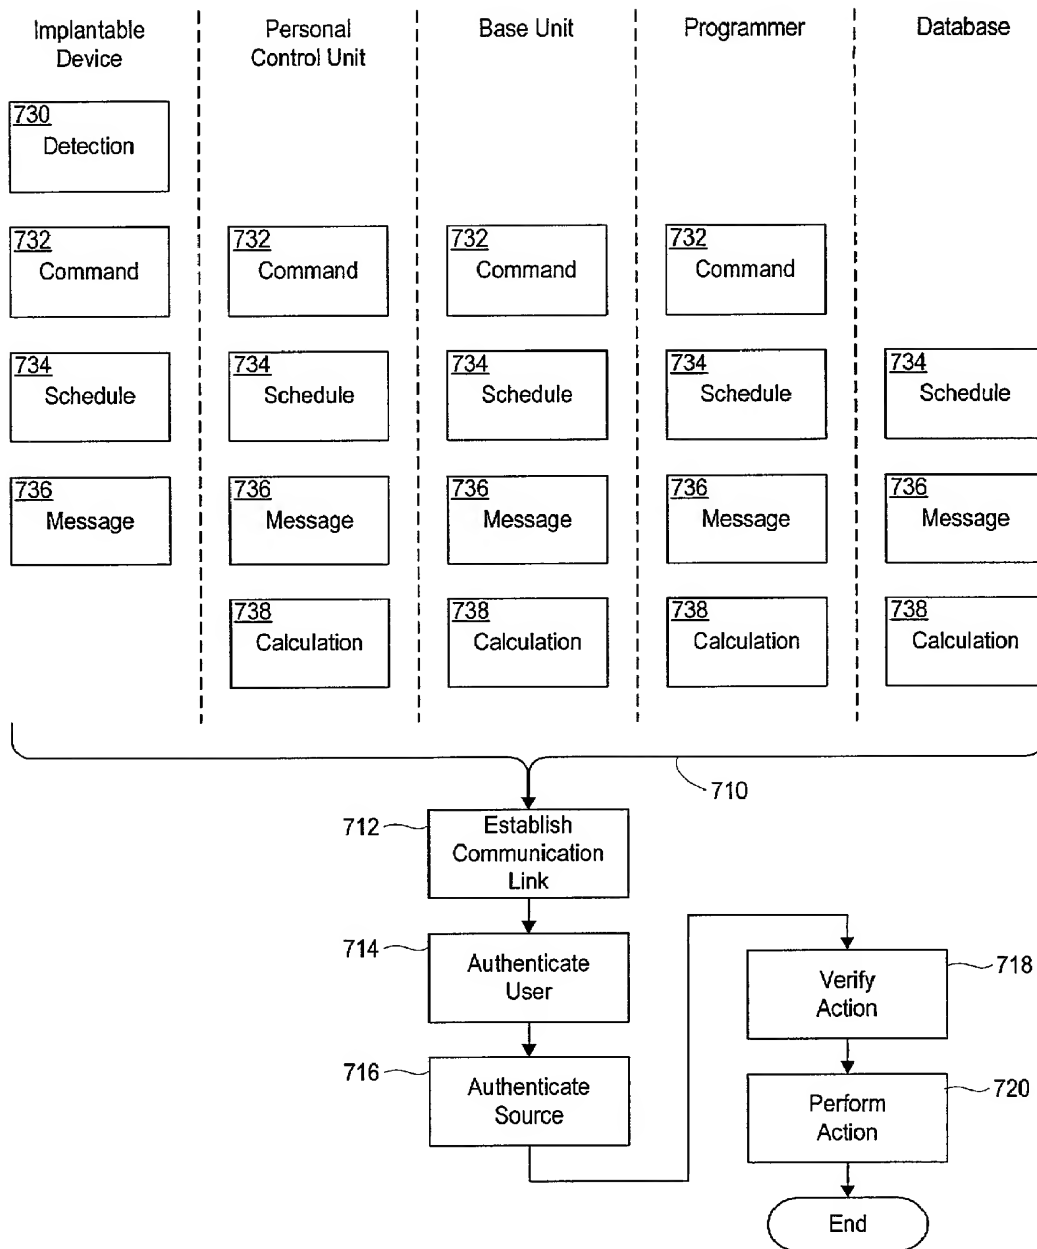 Implantable
Device
Personal
Control Unit
Base Unit
Programmer
Database
730
Detection
732
Command
732
Command
732
Command
732
Command
734
Schedule
734
Schedule
734
Schedule
734
Schedule
734
Schedule
736
Message
736
Message
736
Message
736
Message
736
Message
738
Calculation
738
Calculation
738
Calculation
738
Calculation
710
712
Establish
Communication
Link
714
Authenticate
User
716
Authenticate
Source
718
Verify
Action
720
Perform
Action
End